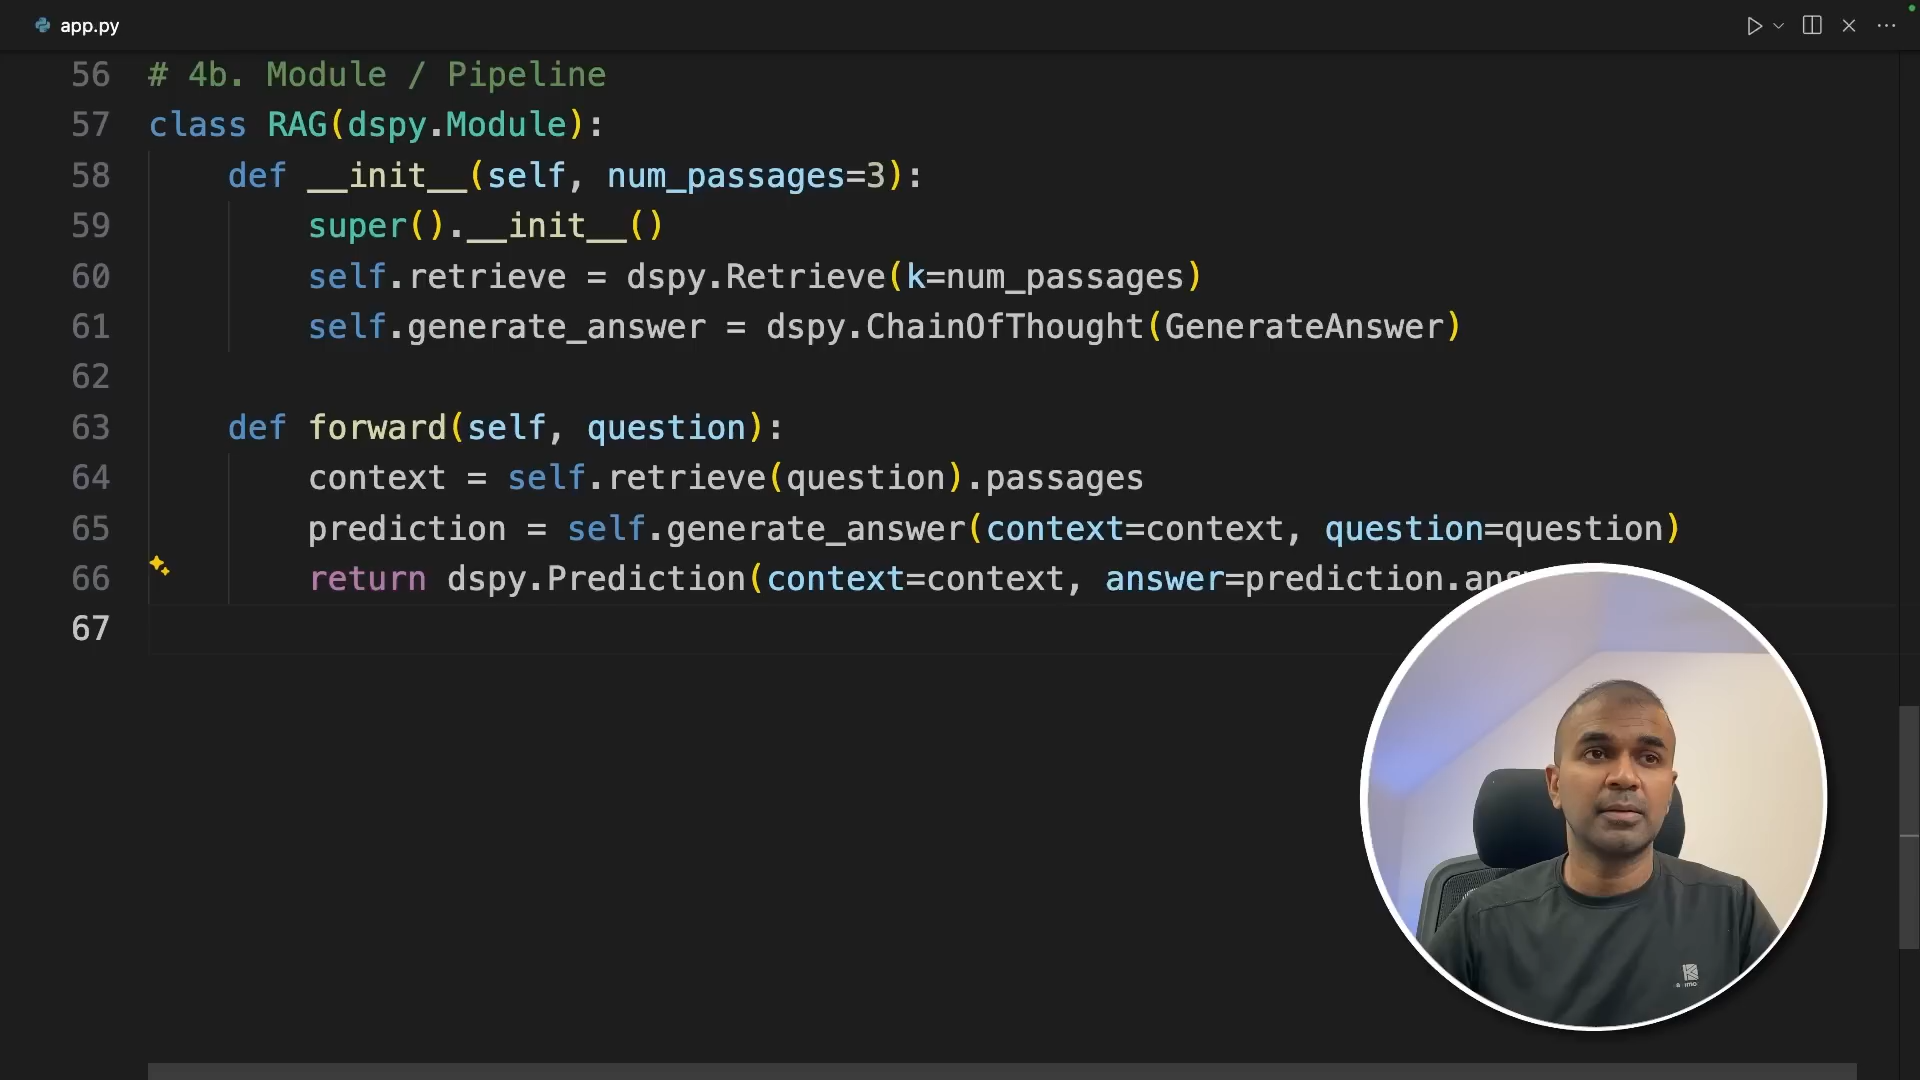 app.py
56 # 4b. Module / Pipeline
57 class RAG(dspy.Module):
58     def __init__(self, num_passages=3):
59         super().__init__()
60         self.retrieve = dspy.Retrieve(k=num_passages)
61         self.generate_answer = dspy.ChainOfThought(GenerateAnswer)
62
63     def forward(self, question):
64         context = self.retrieve(question).passages
65         prediction = self.generate_answer(context=context, question=question)
66         return dspy.Prediction(context=context, answer=prediction.
67